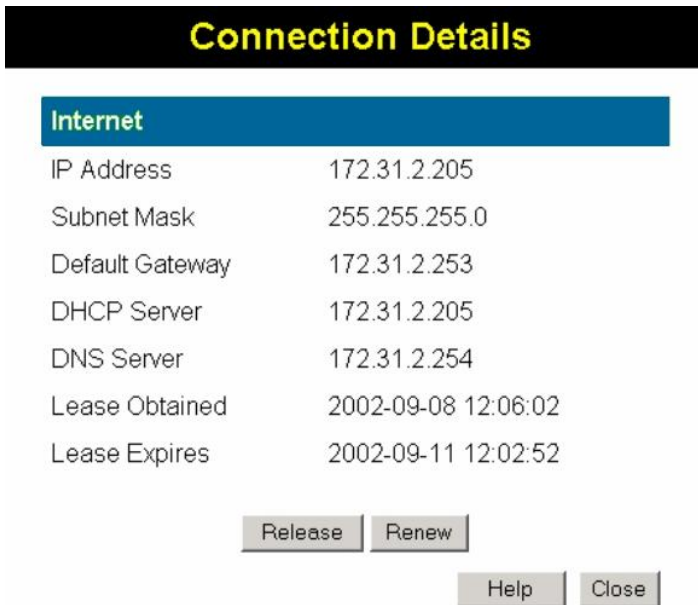 Connection Details
Internet
IP Address 172.31.2.205
Subnet Mask 255.255.255.0
Default Gateway 172.31.2.253
DHCP Server 172.31.2.205
DNS Server 172.31.2.254
Lease Obtained 2002-09-08 12:06:02
Lease Expires 2002-09-11 12:02:52
Release Renew
Help Close